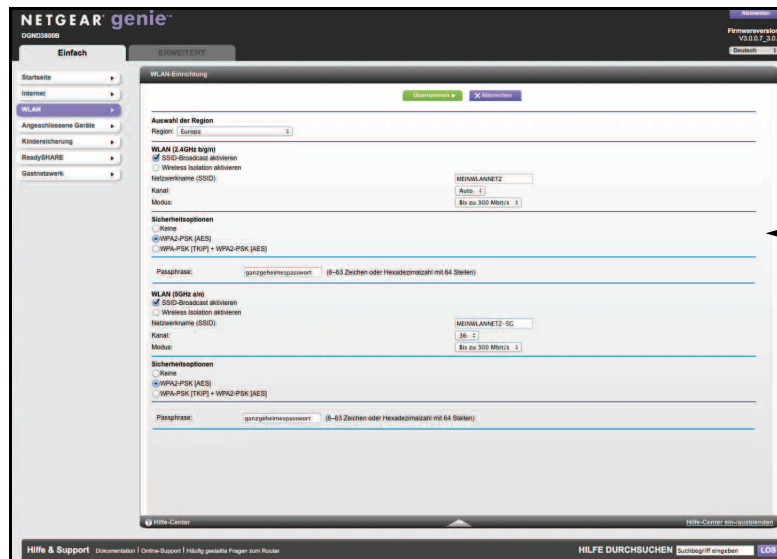 NETGEAR genie™
DGND3800B
Abmelden
Firmwareversion
V3.0.0.7_3.0.
Deutsch
Einfach
ERWEITERT
Startseite
Internet
WLAN
Angeschlossene Geräte
Kindersicherung
ReadySHARE
Gastnetzwerk
WLAN-Einrichtung
Übernehmen
X Abbrechen
Auswahl der Region
Region: Europa
WLAN (2.4GHz b/g/n)
SSID-Broadcast aktivieren
Wireless Isolation aktivieren
Netzwerkname (SSID): MEINWLANNETZ
Kanal: Auto
Modus: Bis zu 300 Mbit/s
Sicherheitsoptionen
Keine
WPA2-PSK [AES]
WPA-PSK [TKIP] + WPA2-PSK [AES]
Passphrase: ganzgeheimespasswort (8–63 Zeichen oder Hexadezimalzahl mit 64 Stellen)
WLAN (5GHz a/n)
SSID-Broadcast aktivieren
Wireless Isolation aktivieren
Netzwerkname (SSID): MEINWLANNETZ-5G
Kanal: 36
Modus: Bis zu 300 Mbit/s
Sicherheitsoptionen
Keine
WPA2-PSK [AES]
WPA-PSK [TKIP] + WPA2-PSK [AES]
Passphrase: ganzgeheimespasswort (8–63 Zeichen oder Hexadezimalzahl mit 64 Stellen)
Hilfe-Center
Hilfe-Center ein-/ausblenden
Hilfe & Support Dokumentation | Online-Support | Häufig gestellte Fragen zum Router
HILFE DURCHSUCHEN Suchbegriff eingeben LOS